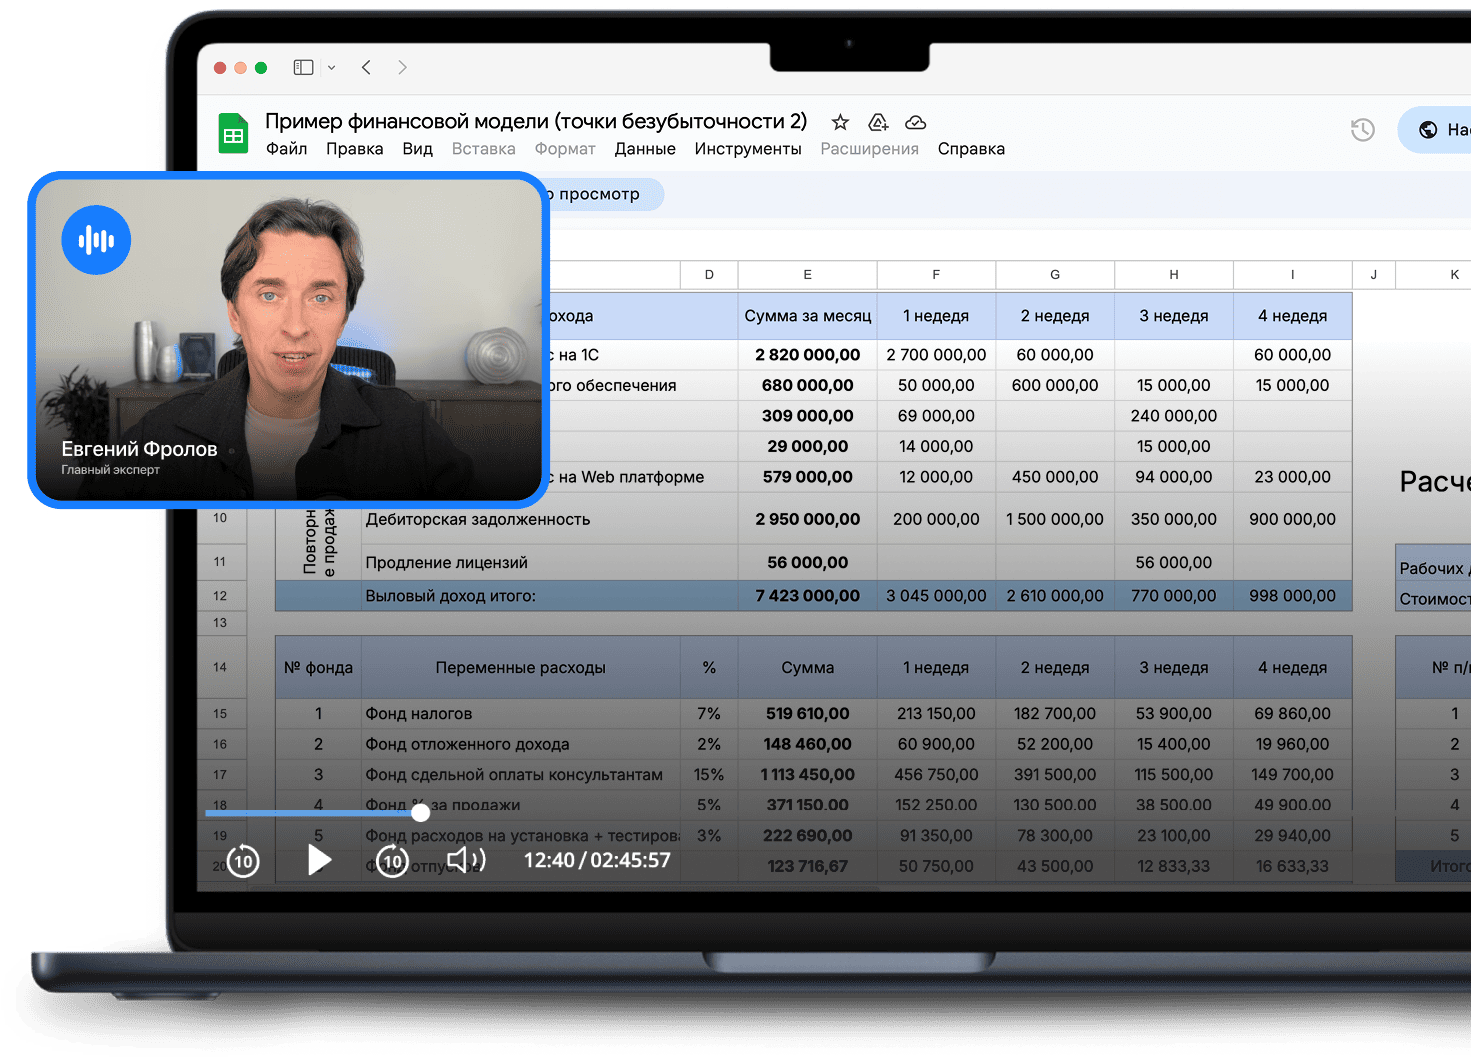 Пример финансовой модели (точки безубыточности 2)
Файл Правка Вид Вставка Формат Данные Инструменты Расширения Справка
просмотр
D E F G H I J K
охода Сумма за месяц 1 недедя 2 недедя 3 недедя 4 недедя
с на 1С 2 820 000,00 2 700 000,00 60 000,00 60 000,00
ого обеспечения 680 000,00 50 000,00 600 000,00 15 000,00 15 000,00
309 000,00 69 000,00 240 000,00
29 000,00 14 000,00 15 000,00
с на Web платформе 579 000,00 12 000,00 450 000,00 94 000,00 23 000,00
Евгений Фролов
Главный эксперт
Расче
10 Дебиторская задолженность 2 950 000,00 200 000,00 1 500 000,00 350 000,00 900 000,00
Повторн
е продаж
11 Продление лицензий 56 000,00 56 000,00
Рабочих
12 Выловый доход итого: 7 423 000,00 3 045 000,00 2 610 000,00 770 000,00 998 000,00
Стоимост
13
14 № фонда Переменные расходы % Сумма 1 недедя 2 недедя 3 недедя 4 недедя № п/
15 1 Фонд налогов 7% 519 610,00 213 150,00 182 700,00 53 900,00 69 860,00 1
16 2 Фонд отложенного дохода 2% 148 460,00 60 900,00 52 200,00 15 400,00 19 960,00 2
17 3 Фонд сдельной оплаты консультантам 15% 1 113 450,00 456 750,00 391 500,00 115 500,00 149 700,00 3
18 4 Фонд % за продажи 5% 371 150,00 152 250,00 130 500,00 38 500,00 49 900,00 4
19 5 Фонд расходов на установка + тестиров 3% 222 690,00 91 350,00 78 300,00 23 100,00 29 940,00 5
20 отпусков 123 716,67 50 750,00 43 500,00 12 833,33 16 633,33 Итого
10 10 12:40 / 02:45:57